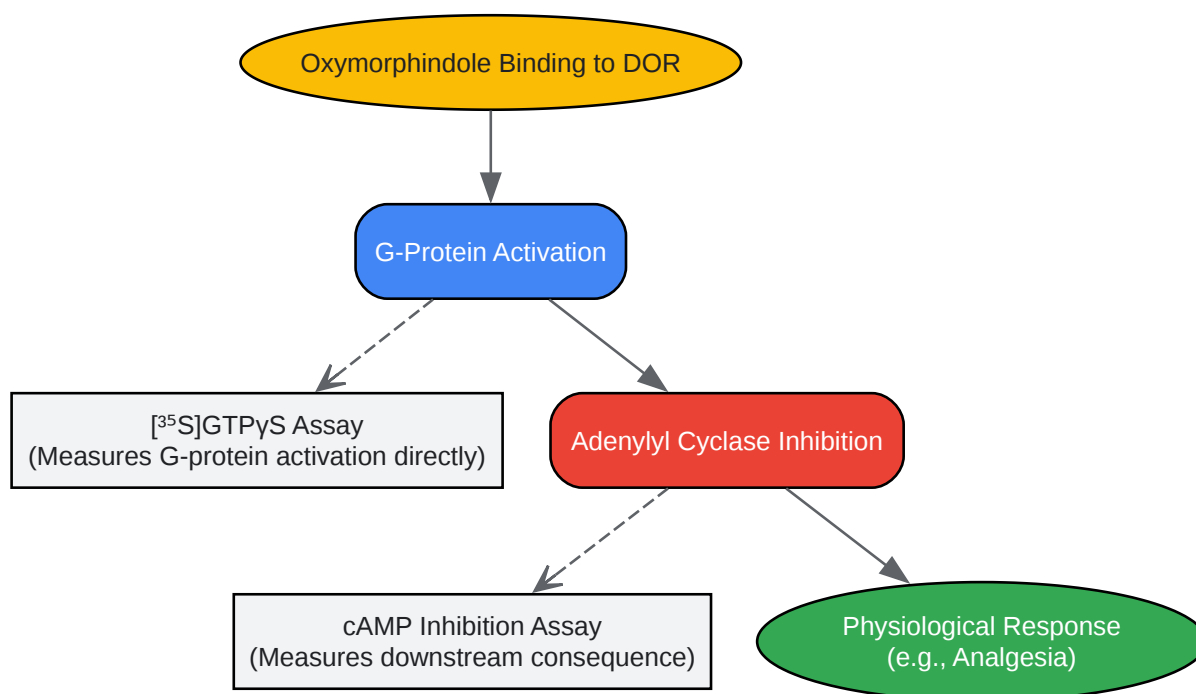 Oxymorphindole Binding to DOR
G-Protein Activation
[³⁵S]GTPγS Assay
(Measures G-protein activation directly)
Adenylyl Cyclase Inhibition
cAMP Inhibition Assay
(Measures downstream consequence)
Physiological Response
(e.g., Analgesia)